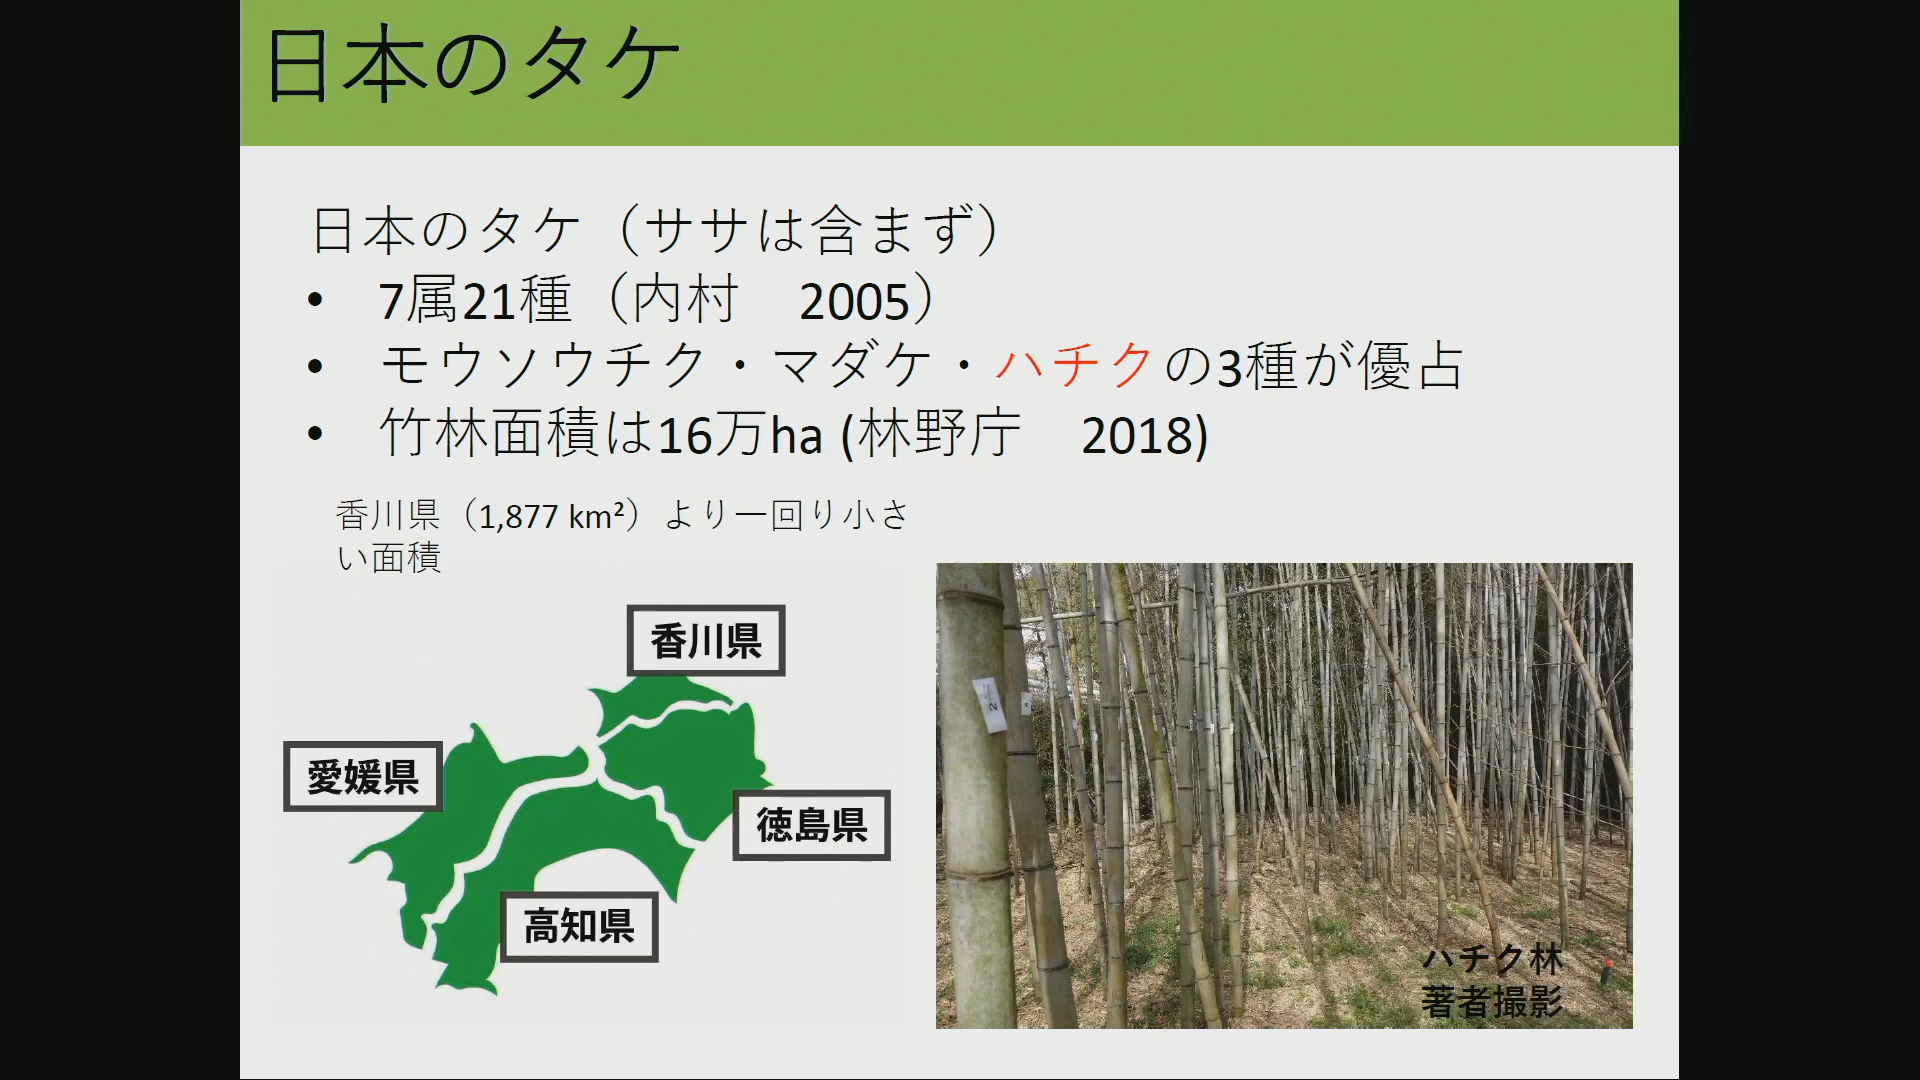 日本のタケ
日本のタケ（ササは含まず）
• 7属21種（内村　2005）
• モウソウチク・マダケ・ハチクの3種が優占
• 竹林面積は16万ha (林野庁　2018)
香川県（1,877 km²）より一回り小さ
い面積
香川県
愛媛県
徳島県
高知県
2
ハチク林
著者撮影